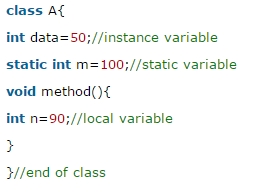 class A{
int data=50;//instance variable
static int m=100;//static variable
void method(){
int n=90;//local variable
}
}//end of class